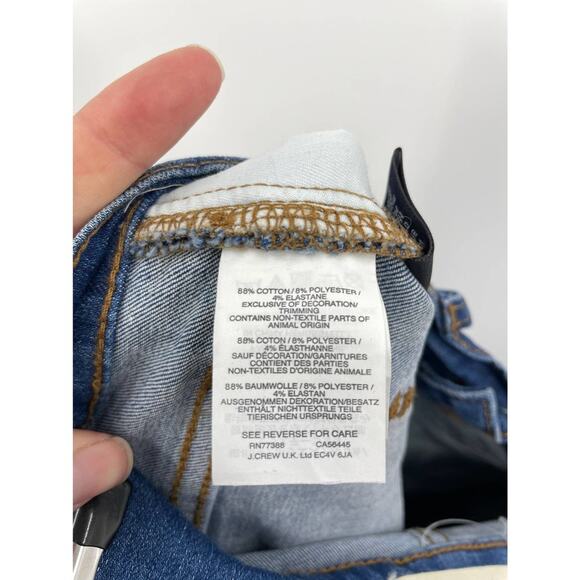 88% COTTON / 8% POLYESTER /
4% ELASTANE
EXCLUSIVE OF DECORATION/
TRIMMING
CONTAINS NON-TEXTILE PARTS OF
ANIMAL ORIGIN
88% COTON / 8% POLYESTER /
4% ÉLASTHANNE
SAUF DÉCORATION/GARNITURES
CONTIENT DES PARTIES
NON-TEXTILES D'ORIGINE ANIMALE
88% BAUMWOLLE / 8% POLYESTER /
4% ELASTAN
AUSGENOMMEN DEKORATION/BESATZ
ENTHÄLT NICHTTEXTILE TEILE
TIERISCHEN URSPRUNGS
SEE REVERSE FOR CARE
RN77388 CA56445
J.CREW U.K. Ltd EC4V 6JA